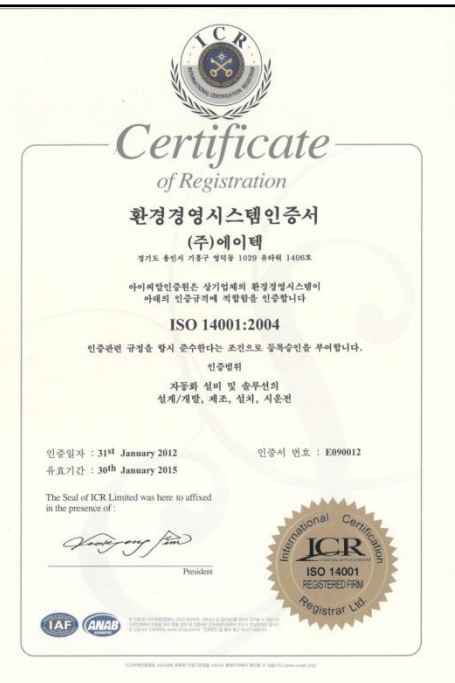 ICR
INTERNATIONAL CERTIFICATION REGISTRAR
Certificate
of Registration
환경경영시스템인증서
(주)에이텍
경기도 용인시 기흥구 영덕동 1029 유타워 1406호
아이씨알인증원은 상기업체의 환경경영시스템이
아래의 인증규격에 적합함을 인증합니다
ISO 14001:2004
인증관련 규정을 항시 준수한다는 조건으로 등록승인을 부여합니다.
인증범위
자동화 설비 및 솔루션의
설계/개발, 제조, 설치, 시운전
인증일자 : 31st January 2012
인증서 번호 : E090012
유효기간 : 30th January 2015
The Seal of ICR Limited was here to affixed
in the presence of :
President
International Certification
ICR
ISO 14001
REGISTERED FIRM
Registrar Ltd.
IAF
ANAB